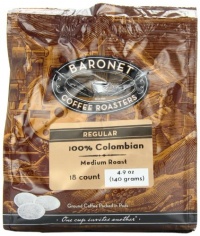 BARONET
COFFEE ROASTERS
REGULAR
100% Colombian
Medium Roast
18 count
4.9 oz
(140 grams)
Ground Coffee Packed in Pods
One cup invites another